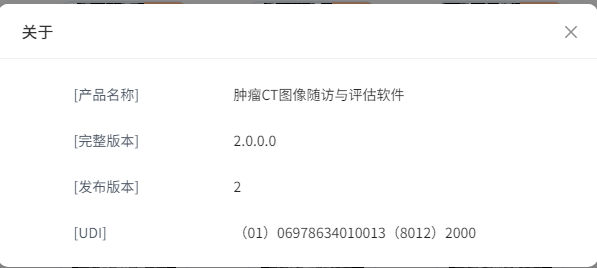 关于
[产品名称] 肿瘤CT图像随访与评估软件
[完整版本] 2.0.0.0
[发布版本] 2
[UDI] （01）06978634010013（8012）2000